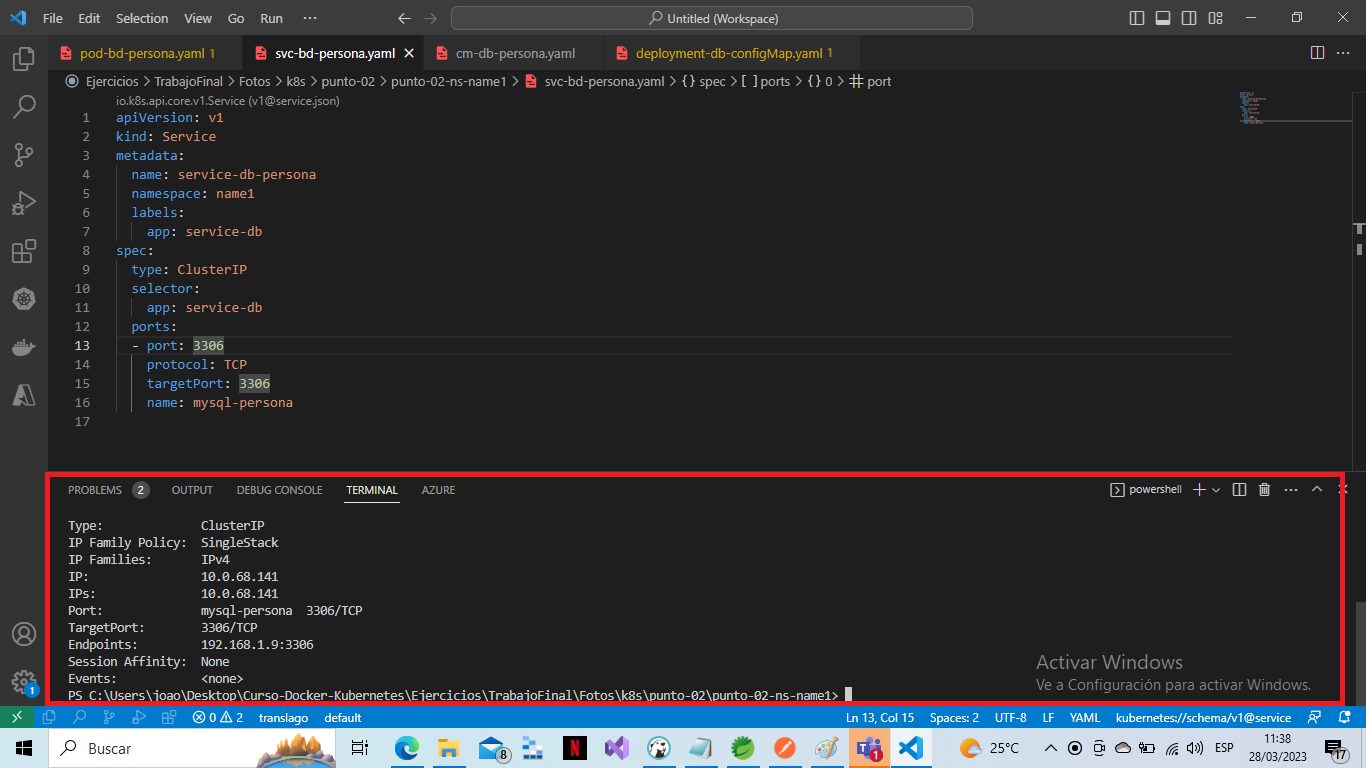 File Edit Selection View Go Run ··· Untitled (Workspace)
pod-bd-persona.yaml 1 svc-bd-persona.yaml cm-db-persona.yaml deployment-db-configMap.yaml 1
Ejercicios > TrabajoFinal > Fotos > k8s > punto-02 > punto-02-ns-name1 > svc-bd-persona.yaml > {} spec > [ ] ports > {} 0 > port
io.k8s.api.core.v1.Service (v1@service.json)
1 apiVersion: v1
2 kind: Service
3 metadata:
4   name: service-db-persona
5   namespace: name1
6   labels:
7     app: service-db
8 spec:
9   type: ClusterIP
10   selector:
11     app: service-db
12   ports:
13   - port: 3306
14     protocol: TCP
15     targetPort: 3306
16     name: mysql-persona
17
PROBLEMS 2 OUTPUT DEBUG CONSOLE TERMINAL AZURE powershell
Type: ClusterIP
IP Family Policy: SingleStack
IP Families: IPv4
IP: 10.0.68.141
IPs: 10.0.68.141
Port: mysql-persona 3306/TCP
TargetPort: 3306/TCP
Endpoints: 192.168.1.9:3306
Session Affinity: None
Events: <none>
PS C:\Users\joao\Desktop\Curso-Docker-Kubernetes\Ejercicios\TrabajoFinal\Fotos\k8s\punto-02\punto-02-ns-name1>
Activar Windows
Ve a Configuración para activar Windows.
1
0 2 translago default Ln 13, Col 15 Spaces: 2 UTF-8 LF YAML kubernetes://schema/v1@service
Buscar 8 N 1 25°C ESP 11:38
28/03/2023 17